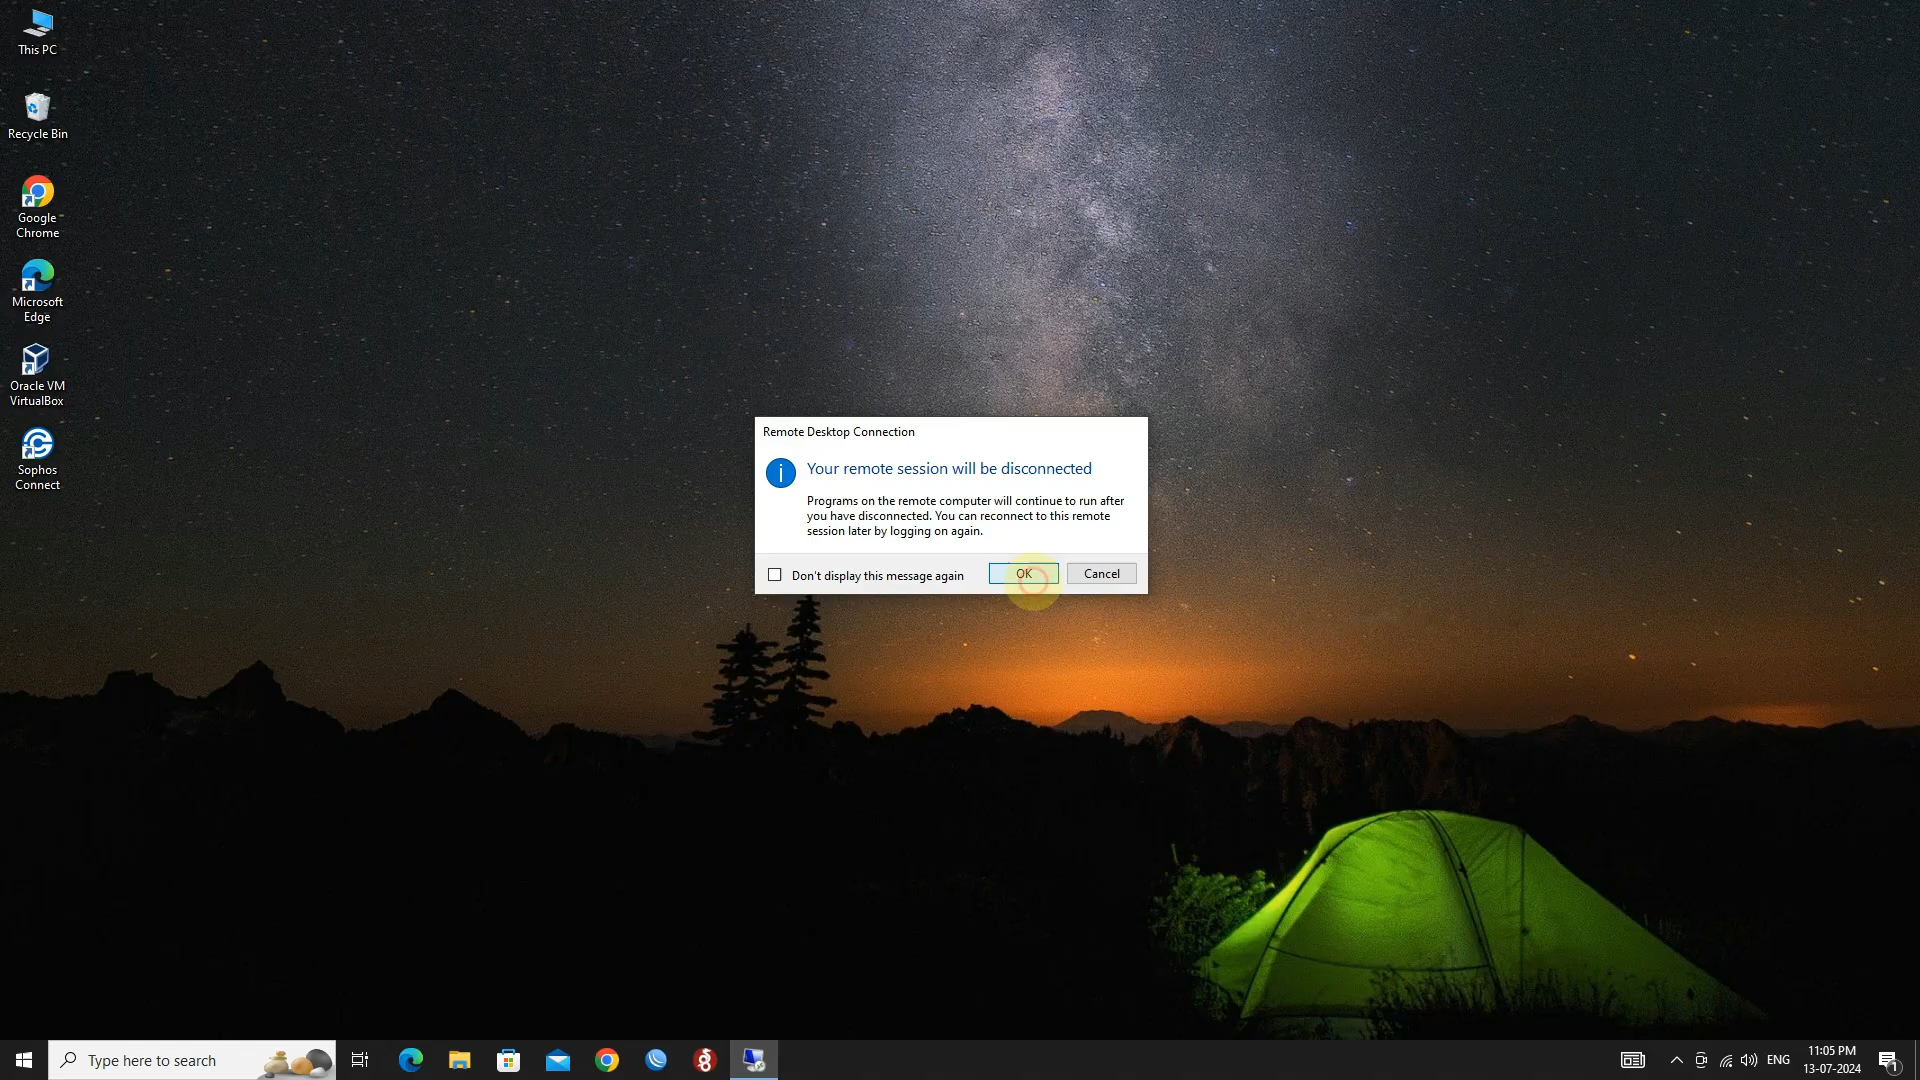 This PC
Recycle Bin
Google
Chrome
Microsoft
Edge
Oracle VM
VirtualBox
Sophos
Connect
Remote Desktop Connection
Your remote session will be disconnected
Programs on the remote computer will continue to run after
you have disconnected. You can reconnect to this remote
session later by logging on again.
Don't display this message again
OK
Cancel
Type here to search
ENG
11:05 PM
13-07-2024
1